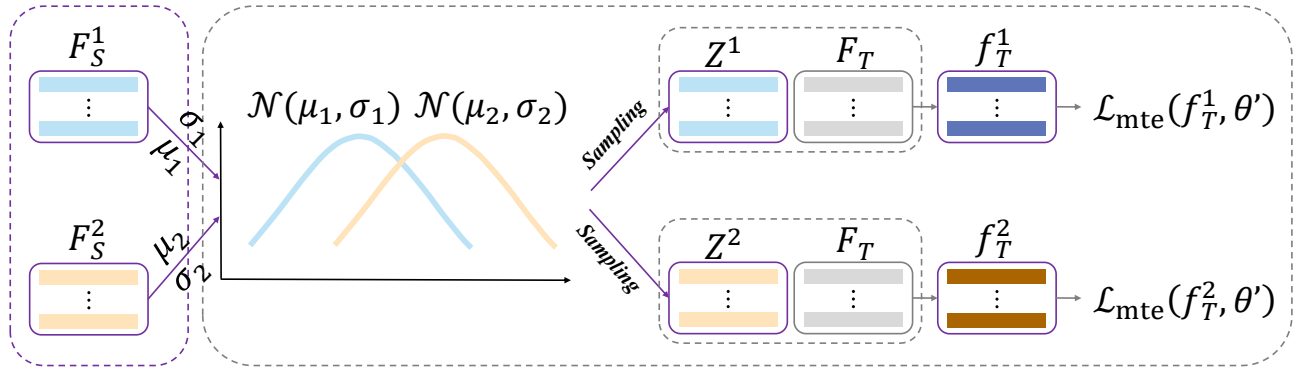 F_S^1
⋮
σ_1
μ_1
F_S^2
⋮
μ_2
σ_2
𝒩(μ_1, σ_1) 𝒩(μ_2, σ_2)
Sampling
Z^1 F_T f_T^1
⋮ ⋮ ⋮
ℒ_mte(f_T^1, θ')
Sampling
Z^2 F_T f_T^2
⋮ ⋮ ⋮
ℒ_mte(f_T^2, θ')